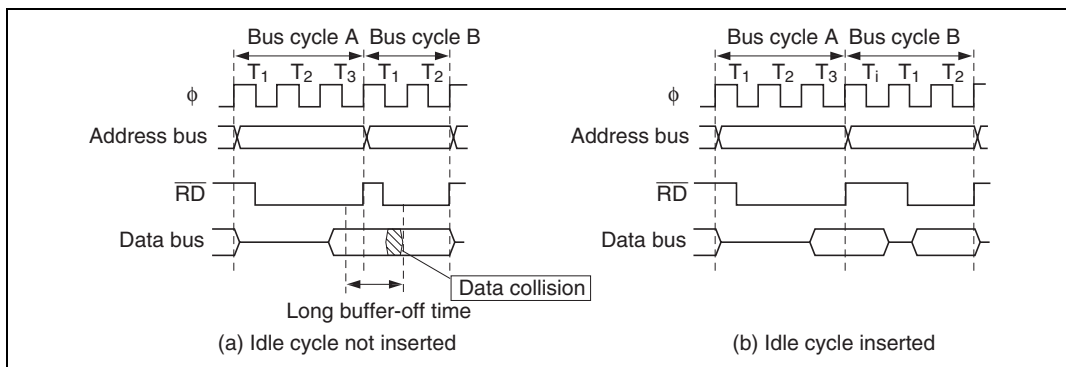 Bus cycle A Bus cycle B
T1 T2 T3 T1 T2
ϕ
Address bus
RD
Data bus
Data collision
Long buffer-off time
(a) Idle cycle not inserted
Bus cycle A Bus cycle B
T1 T2 T3 Ti T1 T2
ϕ
Address bus
RD
Data bus
(b) Idle cycle inserted